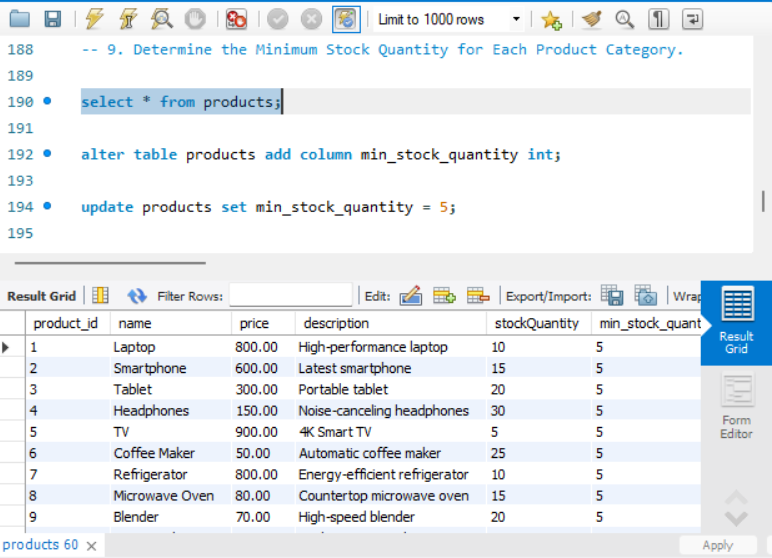 Limit to 1000 rows
188 -- 9. Determine the Minimum Stock Quantity for Each Product Category.
189
190 select * from products;
191
192 alter table products add column min_stock_quantity int;
193
194 update products set min_stock_quantity = 5;
195
Result Grid Filter Rows: Edit: Export/Import: Wrap
product_id name price description stockQuantity min_stock_quant
1 Laptop 800.00 High-performance laptop 10 5
2 Smartphone 600.00 Latest smartphone 15 5
3 Tablet 300.00 Portable tablet 20 5
4 Headphones 150.00 Noise-canceling headphones 30 5
5 TV 900.00 4K Smart TV 5 5
6 Coffee Maker 50.00 Automatic coffee maker 25 5
7 Refrigerator 800.00 Energy-efficient refrigerator 10 5
8 Microwave Oven 80.00 Countertop microwave oven 15 5
9 Blender 70.00 High-speed blender 20 5
Result
Grid
Form
Editor
products 60
Apply